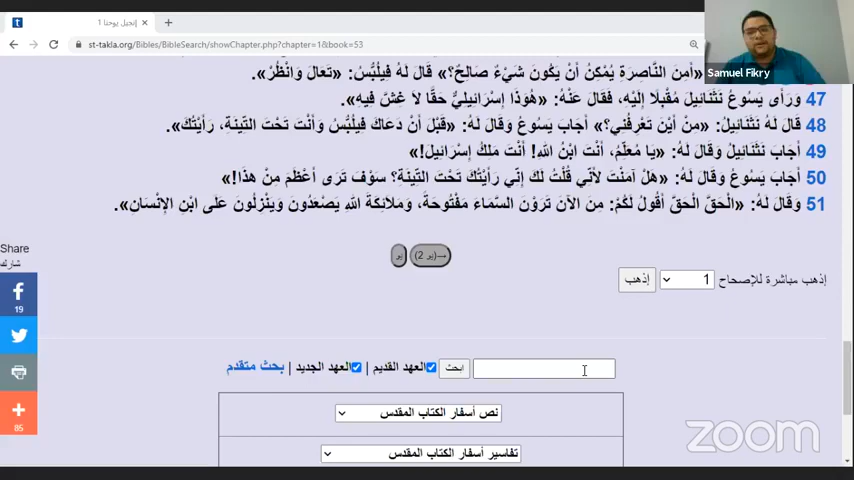 إنجيل يوحنا 1
st-takla.org/Bibles/BibleSearch/showChapter.php?chapter=1&book=53
Samuel Fikry
«أَمِنَ النَّاصِرَةِ يُمْكِنُ أَنْ يَكُونَ شَيْءٌ صَالِحٌ؟» قَالَ لَهُ فِيلُبُّسُ: «تَعَالَ وَانْظُرْ».
47 وَرَأَى يَسُوعُ نَثَنَائِيلَ مُقْبِلاً إِلَيْهِ، فَقَالَ عَنْهُ: «هُوَذَا إِسْرَائِيلِيٌّ حَقًّا لاَ غِشَّ فِيهِ».
48 قَالَ لَهُ نَثَنَائِيلُ: «مِنْ أَيْنَ تَعْرِفُنِي؟» أَجَابَ يَسُوعُ وَقَالَ لَهُ: «قَبْلَ أَنْ دَعَاكَ فِيلُبُّسُ وَأَنْتَ تَحْتَ التِّينَةِ، رَأَيْتُكَ».
49 أَجَابَ نَثَنَائِيلُ وَقَالَ لَهُ: «يَا مُعَلِّمُ، أَنْتَ ابْنُ اللهِ! أَنْتَ مَلِكُ إِسْرَائِيلَ!»
50 أَجَابَ يَسُوعُ وَقَالَ لَهُ: «هَلْ آمَنْتَ لأَنِّي قُلْتُ لَكَ إِنِّي رَأَيْتُكَ تَحْتَ التِّينَةِ؟ سَوْفَ تَرَى أَعْظَمَ مِنْ هذَا!»
51 وَقَالَ لَهُ: «الْحَقَّ الْحَقَّ أَقُولُ لَكُمْ: مِنَ الآنَ تَرَوْنَ السَّمَاءَ مَفْتُوحَةً، وَمَلاَئِكَةَ اللهِ يَصْعَدُونَ وَيَنْزِلُونَ عَلَى ابْنِ الإِنْسَانِ».
→(يو 2) يو
إذهب مباشرة للإصحاح 1 إذهب
Share
شارك
19
85
ابحث العهد القديم | العهد الجديد | بحث متقدم
نص أسفار الكتاب المقدس
تفاسير أسفار الكتاب المقدس
zoom